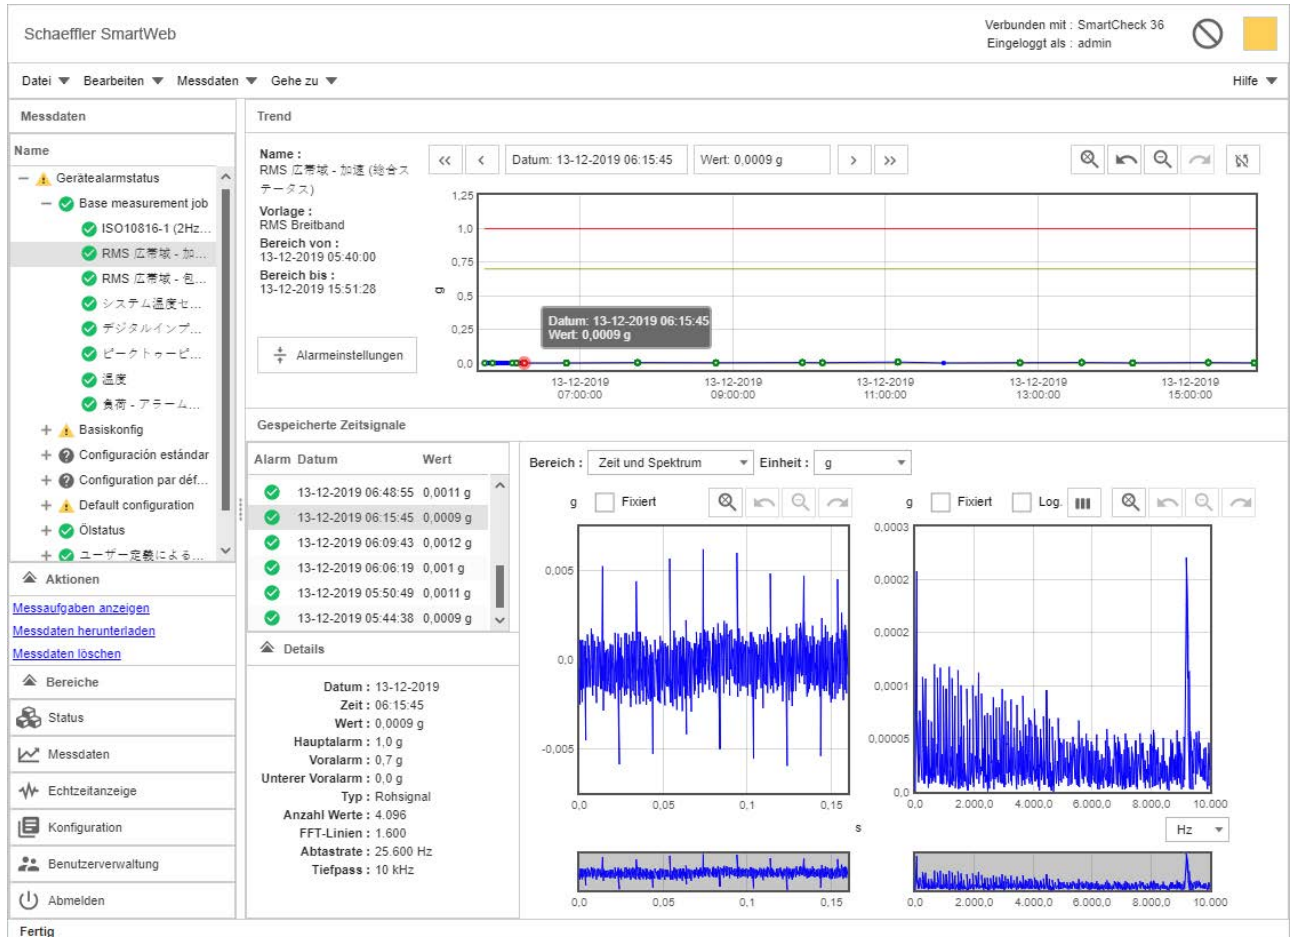 Schaeffler SmartWeb
Verbunden mit : SmartCheck 36
Eingeloggt als : admin
Datei Bearbeiten Messdaten Gehe zu
Hilfe
Messdaten
Name
Gerätealarmstatus
Base measurement job
ISO10816-1 (2Hz...
RMS 広帯域 - 加...
RMS 広帯域 - 包...
システム温度セ...
デジタルインプ...
ピークトゥーピ...
温度
負荷 - アラーム...
Basiskonfig
Configuración estándar
Configuration par déf...
Default configuration
Ölstatus
ユーザー定義による...
Aktionen
Messaufgaben anzeigen
Messdaten herunterladen
Messdaten löschen
Bereiche
Status
Messdaten
Echtzeitanzeige
Konfiguration
Benutzerverwaltung
Abmelden
Fertig
Trend
Name :
RMS 広帯域 - 加速 (総合ス
テータス)
Vorlage :
RMS Breitband
Bereich von :
13-12-2019 05:40:00
Bereich bis :
13-12-2019 15:51:28
Alarmeinstellungen
Datum: 13-12-2019 06:15:45 Wert: 0,0009 g
1,25
1,0
0,75
0,5
0,25
0,0
g
Datum: 13-12-2019 06:15:45
Wert: 0,0009 g
13-12-2019 13-12-2019 13-12-2019 13-12-2019 13-12-2019
07:00:00 09:00:00 11:00:00 13:00:00 15:00:00
Gespeicherte Zeitsignale
Alarm Datum Wert
13-12-2019 06:48:55 0,0011 g
13-12-2019 06:15:45 0,0009 g
13-12-2019 06:09:43 0,0012 g
13-12-2019 06:06:19 0,001 g
13-12-2019 05:50:49 0,0011 g
13-12-2019 05:44:38 0,0009 g
Details
Datum : 13-12-2019
Zeit : 06:15:45
Wert : 0,0009 g
Hauptalarm : 1,0 g
Voralarm : 0,7 g
Unterer Voralarm : 0,0 g
Typ : Rohsignal
Anzahl Werte : 4.096
FFT-Linien : 1.600
Abtastrate : 25.600 Hz
Tiefpass : 10 kHz
Bereich : Zeit und Spektrum Einheit : g
g Fixiert
0,005
0,0
-0,005
0,0 0,05 0,1 0,15
s
0,0 0,05 0,1 0,15
g Fixiert Log.
0,0003
0,0002
0,0002
0,0001
0,00005
0,0
0,0 2.000,0 4.000,0 6.000,0 8.000,0 10.000
Hz
0,0 2.000,0 4.000,0 6.000,0 8.000,0 10.000